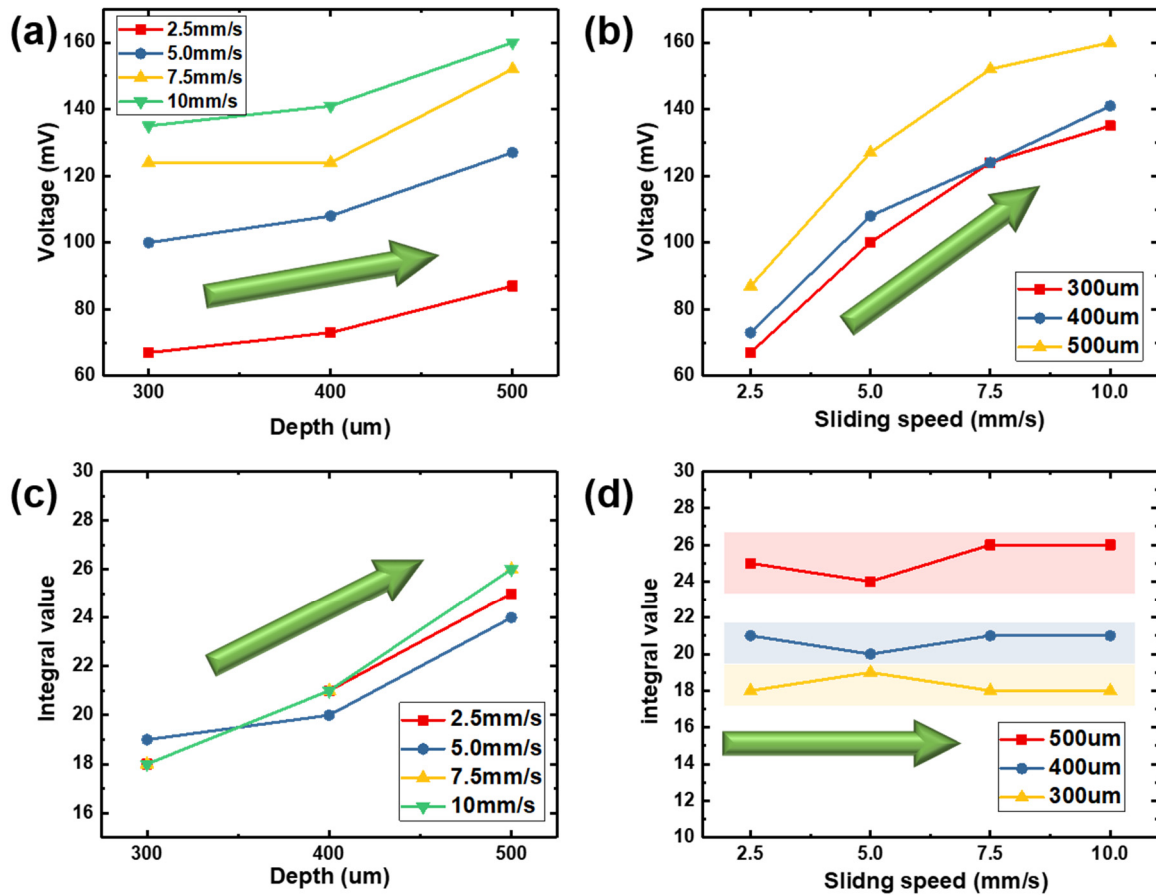 (a)
2.5mm/s
5.0mm/s
7.5mm/s
10mm/s
160
140
120
100
80
60
Voltage (mV)
300
400
500
Depth (um)
(b)
160
140
120
100
80
60
Voltage (mV)
300um
400um
500um
2.5
5.0
7.5
10.0
Sliding speed (mm/s)
(c)
30
28
26
24
22
20
18
16
Integral value
2.5mm/s
5.0mm/s
7.5mm/s
10mm/s
300
400
500
Depth (um)
(d)
30
28
26
24
22
20
18
16
14
12
10
integral value
500um
400um
300um
2.5
5.0
7.5
10.0
Slidng speed (mm/s)